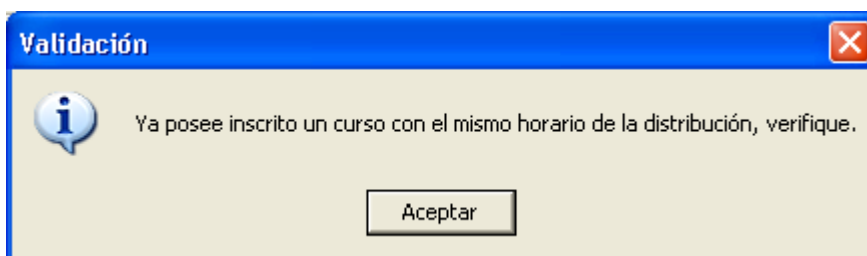 Validación
Ya posee inscrito un curso con el mismo horario de la distribución, verifique.
Aceptar